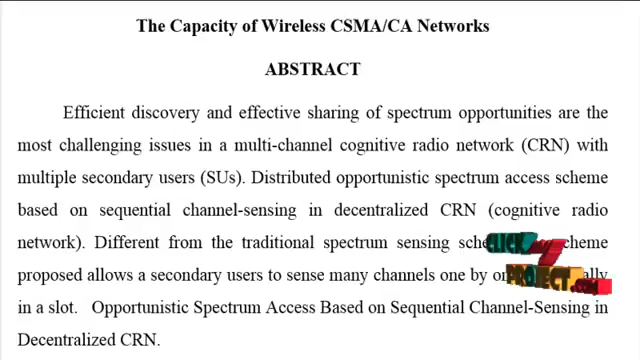 The Capacity of Wireless CSMA/CA Networks
ABSTRACT
Efficient discovery and effective sharing of spectrum opportunities are the
most challenging issues in a multi-channel cognitive radio network (CRN) with
multiple secondary users (SUs). Distributed opportunistic spectrum access scheme
based on sequential channel-sensing in decentralized CRN (cognitive radio
network). Different from the traditional spectrum sensing scheme
proposed allows a secondary users to sense many channels one by
in a slot. Opportunistic Spectrum Access Based on Sequential Channel-Sensing in
Decentralized CRN.
CLICK
PROJECT.COM